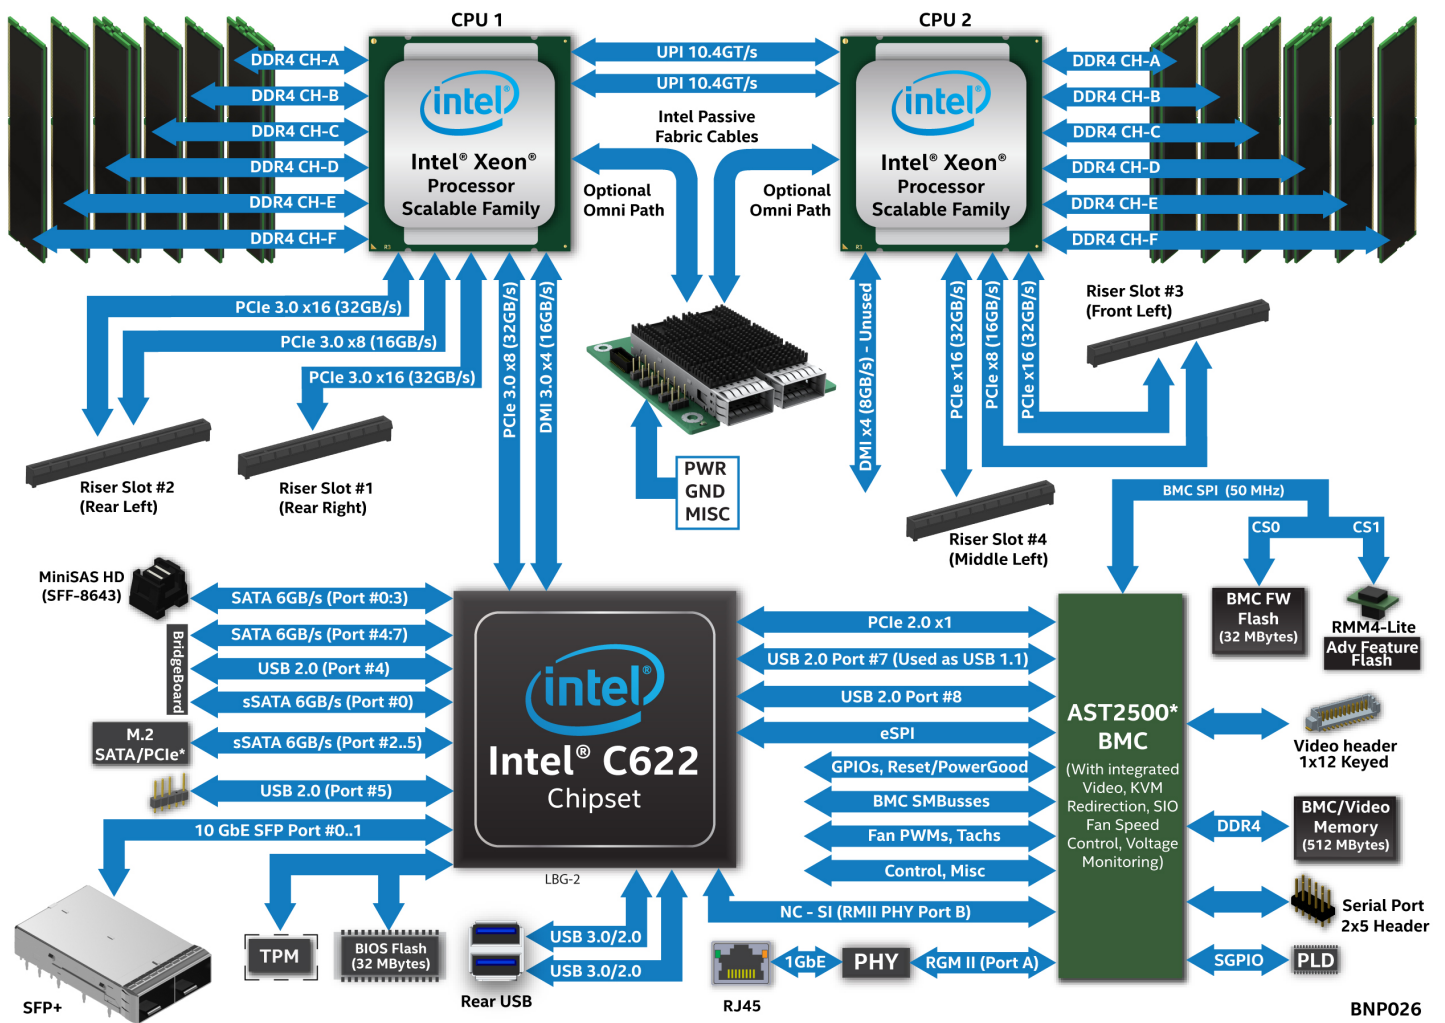 CPU 1
CPU 2
DDR4 CH-A
DDR4 CH-B
DDR4 CH-C
DDR4 CH-D
DDR4 CH-E
DDR4 CH-F
intel®
Intel® Xeon®
Processor
Scalable Family
R3
UPI 10.4GT/s
UPI 10.4GT/s
Intel Passive
Fabric Cables
Optional
Omni Path
Optional
Omni Path
intel®
Intel® Xeon®
Processor
Scalable Family
R3
DDR4 CH-A
DDR4 CH-B
DDR4 CH-C
DDR4 CH-D
DDR4 CH-E
DDR4 CH-F
PCIe 3.0 x16 (32GB/s)
PCIe 3.0 x8 (16GB/s)
PCIe 3.0 x16 (32GB/s)
PCIe 3.0 x8 (32GB/s)
DMI 3.0 x4 (16GB/s)
DMI x4 (8GB/s) - Unused
PCIe x16 (32GB/s)
PCIe x8 (16GB/s)
PCIe x16 (32GB/s)
Riser Slot #3
(Front Left)
Riser Slot #2
(Rear Left)
Riser Slot #1
(Rear Right)
PWR
GND
MISC
Riser Slot #4
(Middle Left)
BMC SPI (50 MHz)
CS0
CS1
BMC FW
Flash
(32 MBytes)
RMM4-Lite
Adv Feature
Flash
MiniSAS HD
(SFF-8643)
BridgeBoard
M.2
SATA/PCIe*
SATA 6GB/s (Port #0:3)
SATA 6GB/s (Port #4:7)
USB 2.0 (Port #4)
sSATA 6GB/s (Port #0)
sSATA 6GB/s (Port #2..5)
USB 2.0 (Port #5)
10 GbE SFP Port #0..1
intel®
Intel® C622
Chipset
LBG-2
PCIe 2.0 x1
USB 2.0 Port #7 (Used as USB 1.1)
USB 2.0 Port #8
eSPI
GPIOs, Reset/PowerGood
BMC SMBusses
Fan PWMs, Tachs
Control, Misc
NC - SI (RMII PHY Port B)
AST2500*
BMC
(With integrated
Video, KVM
Redirection, SIO
Fan Speed
Control, Voltage
Monitoring)
Video header
1x12 Keyed
DDR4
BMC/Video
Memory
(512 MBytes)
Serial Port
2x5 Header
SGPIO
PLD
SFP+
TPM
BIOS Flash
(32 MBytes)
USB 3.0/2.0
USB 3.0/2.0
Rear USB
RJ45
1GbE
PHY
RGM II (Port A)
BNP026